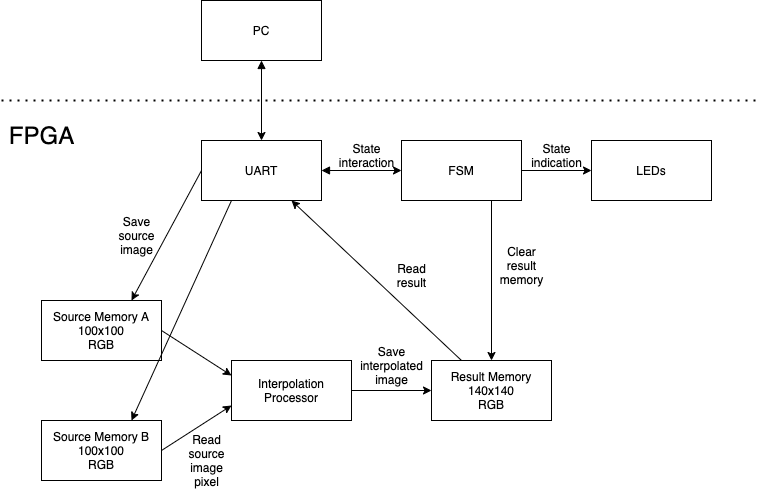 PC
FPGA
UART
State
interaction
FSM
State
indication
LEDs
Save
source
image
Read
result
Clear
result
memory
Source Memory A
100x100
RGB
Interpolation
Processor
Save
interpolated
image
Result Memory
140x140
RGB
Source Memory B
100x100
RGB
Read
source
image
pixel